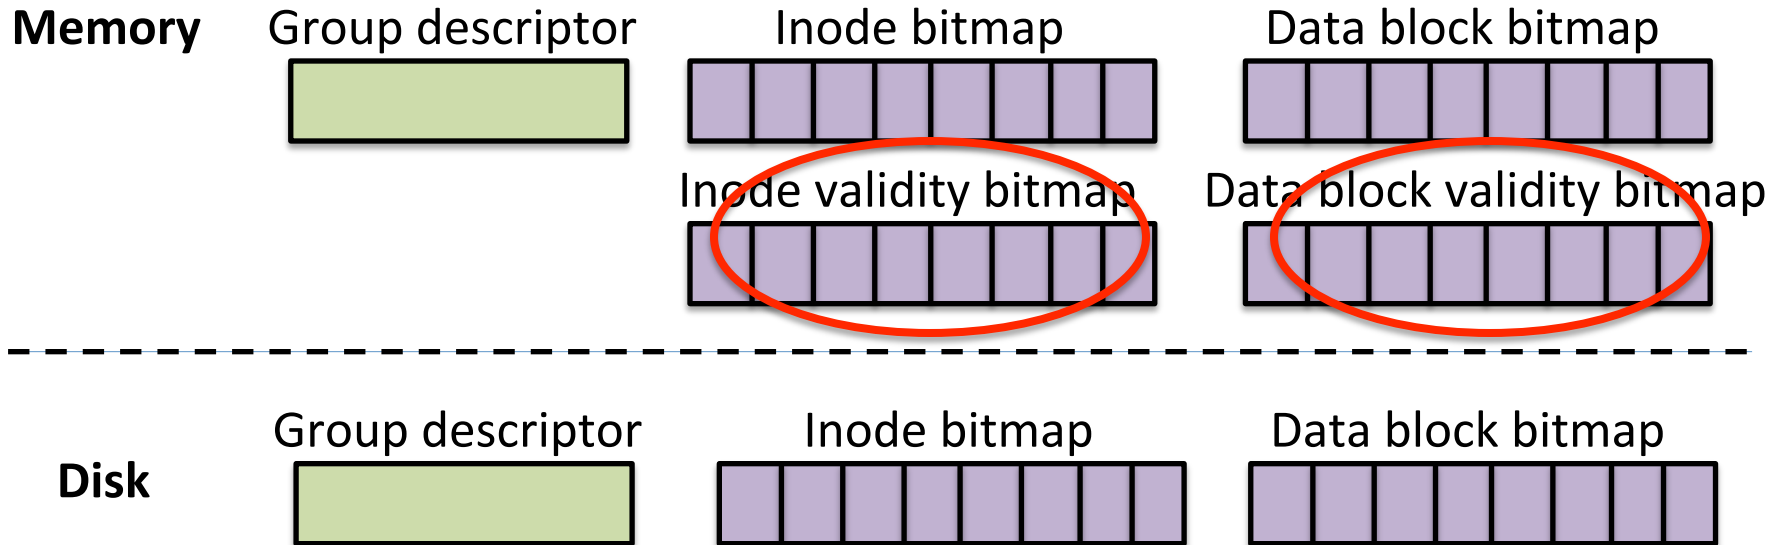 Memory
Group descriptor
Inode bitmap
Data block bitmap
Inode validity bitmap
Data block validity bitmap
Group descriptor
Inode bitmap
Data block bitmap
Disk